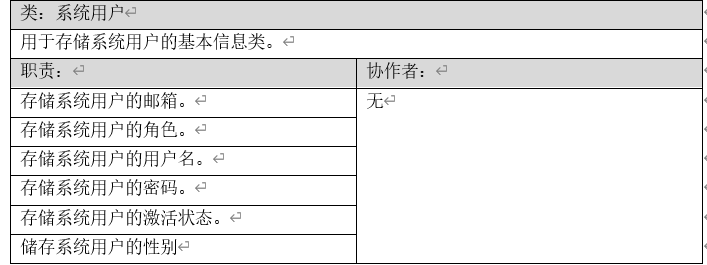 类：系统用户
用于存储系统用户的基本信息类。
职责：
协作者：
存储系统用户的邮箱。
无
存储系统用户的角色。
存储系统用户的用户名。
存储系统用户的密码。
存储系统用户的激活状态。
储存系统用户的性别